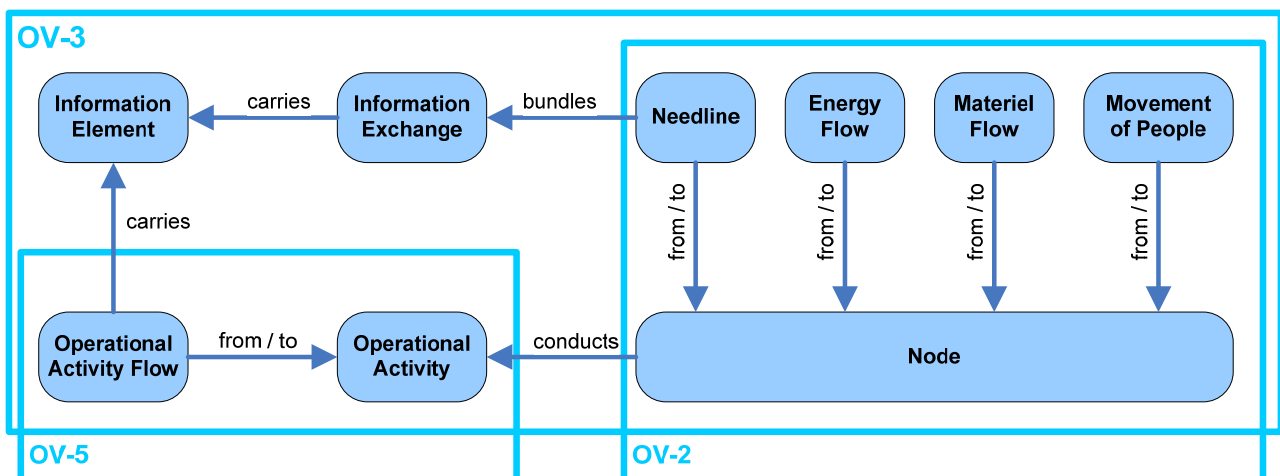 OV-3
Information
Element
carries
Information
Exchange
bundles
Needline
Energy
Flow
Materiel
Flow
Movement
of People
from / to
from / to
from / to
from / to
carries
Operational
Activity Flow
from / to
Operational
Activity
conducts
Node
OV-5
OV-2